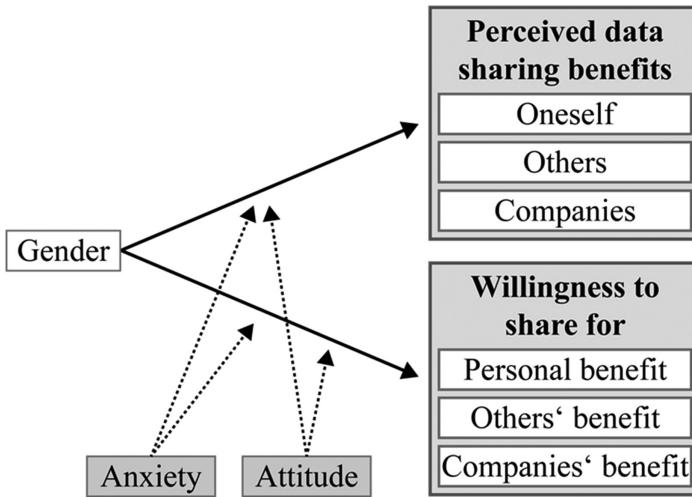 Perceived data
sharing benefits
Oneself
Others
Companies
Gender
Willingness to
share for
Personal benefit
Others‘ benefit
Companies‘ benefit
Anxiety
Attitude